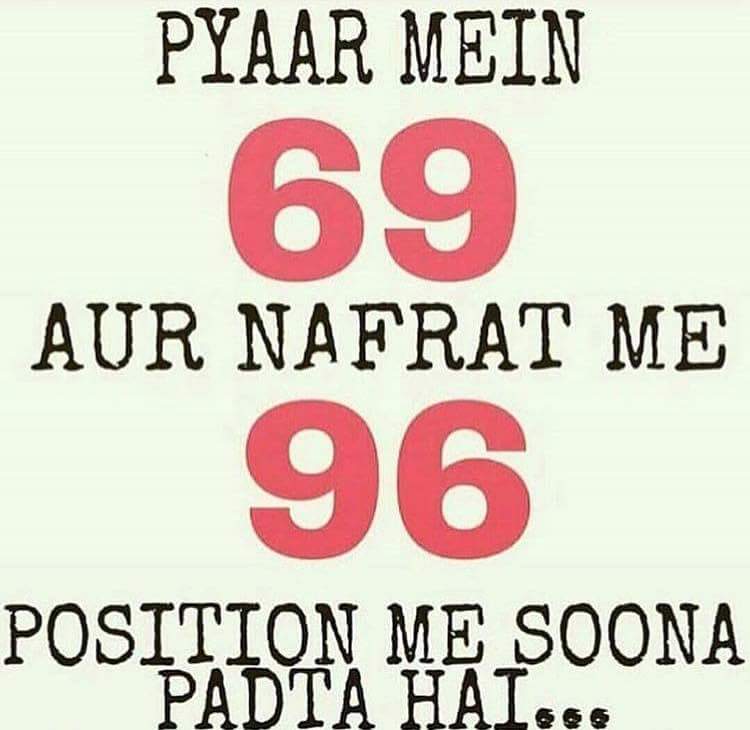 PYAAR MEIN
69
AUR NAFRAT ME
96
POSITION ME SOONA
PADTA HAI...